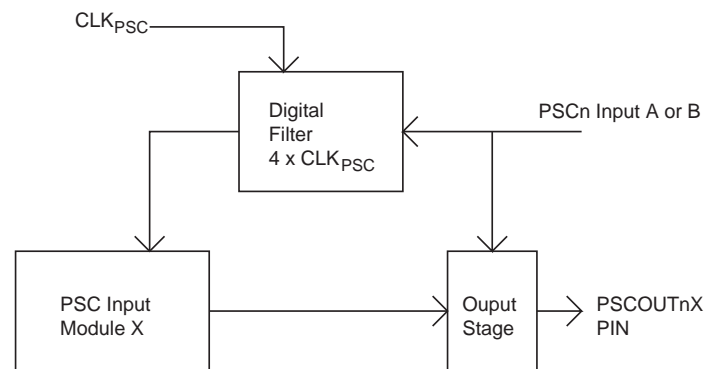 CLKPSC
Digital
Filter
4 x CLKPSC
PSCn Input A or B
PSC Input
Module X
Ouput
Stage
PSCOUTnX
PIN